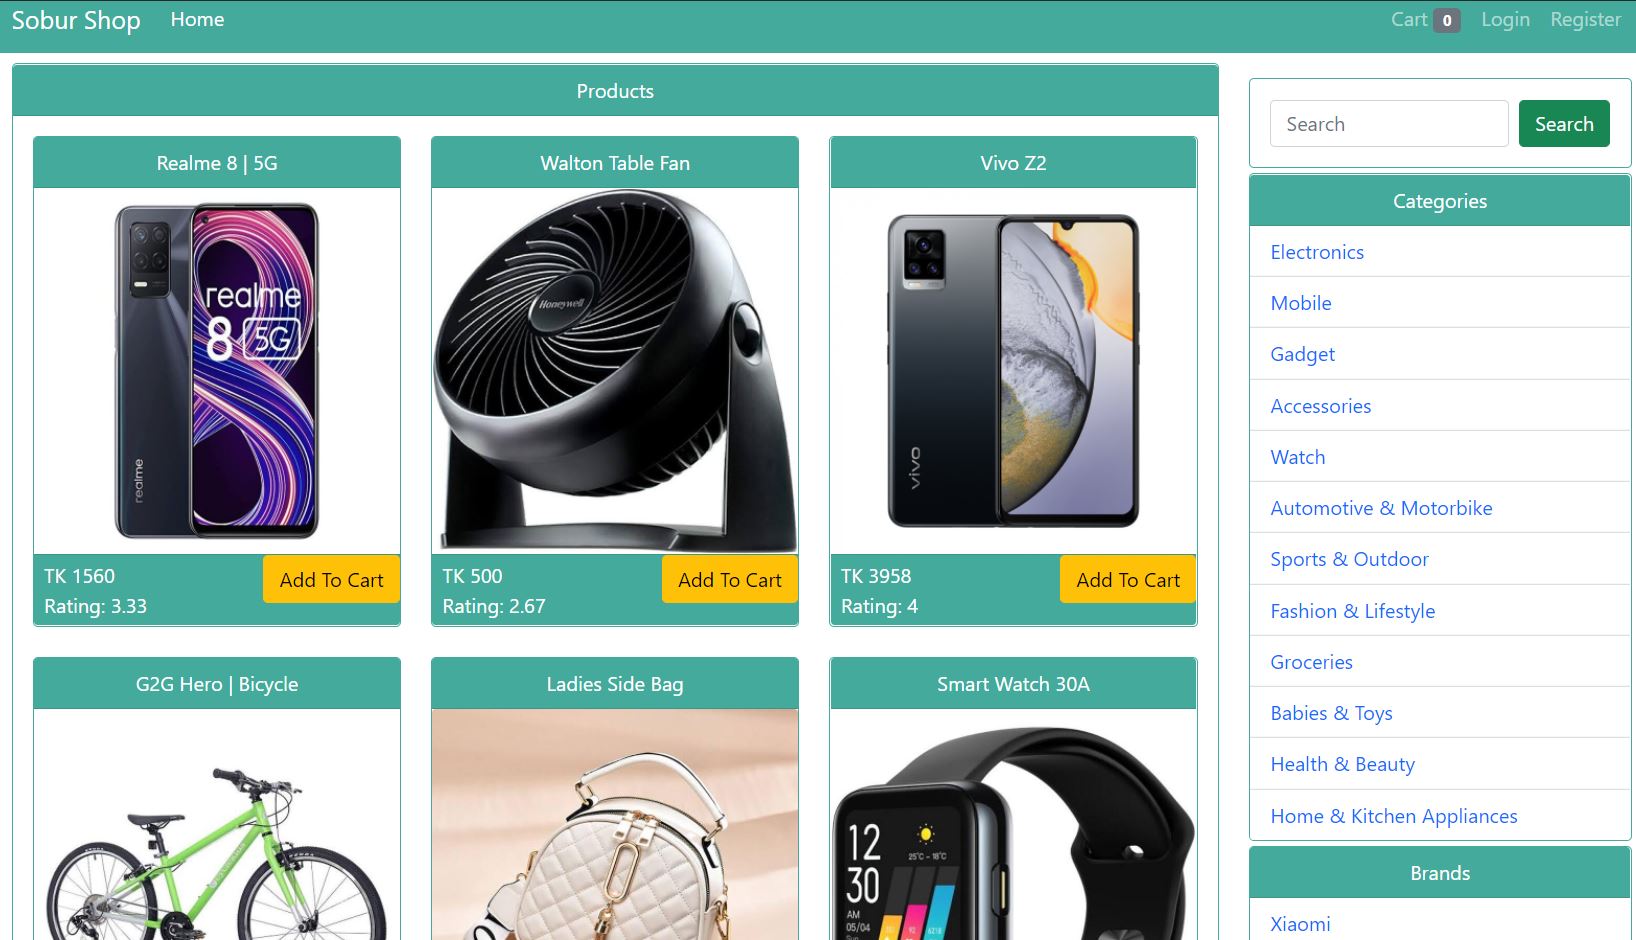 Sobur Shop Home Cart 0 Login Register
Products
Realme 8 | 5G
realme
8 5G
realme
TK 1560
Rating: 3.33
Add To Cart
Walton Table Fan
Honeywell
TK 500
Rating: 2.67
Add To Cart
Vivo Z2
vivo
TK 3958
Rating: 4
Add To Cart
G2G Hero | Bicycle
Ladies Side Bag
Smart Watch 30A
12
30
AM
05/04
Sun
25°C - 18°C
92
6218
Search Search
Categories
Electronics
Mobile
Gadget
Accessories
Watch
Automotive & Motorbike
Sports & Outdoor
Fashion & Lifestyle
Groceries
Babies & Toys
Health & Beauty
Home & Kitchen Appliances
Brands
Xiaomi